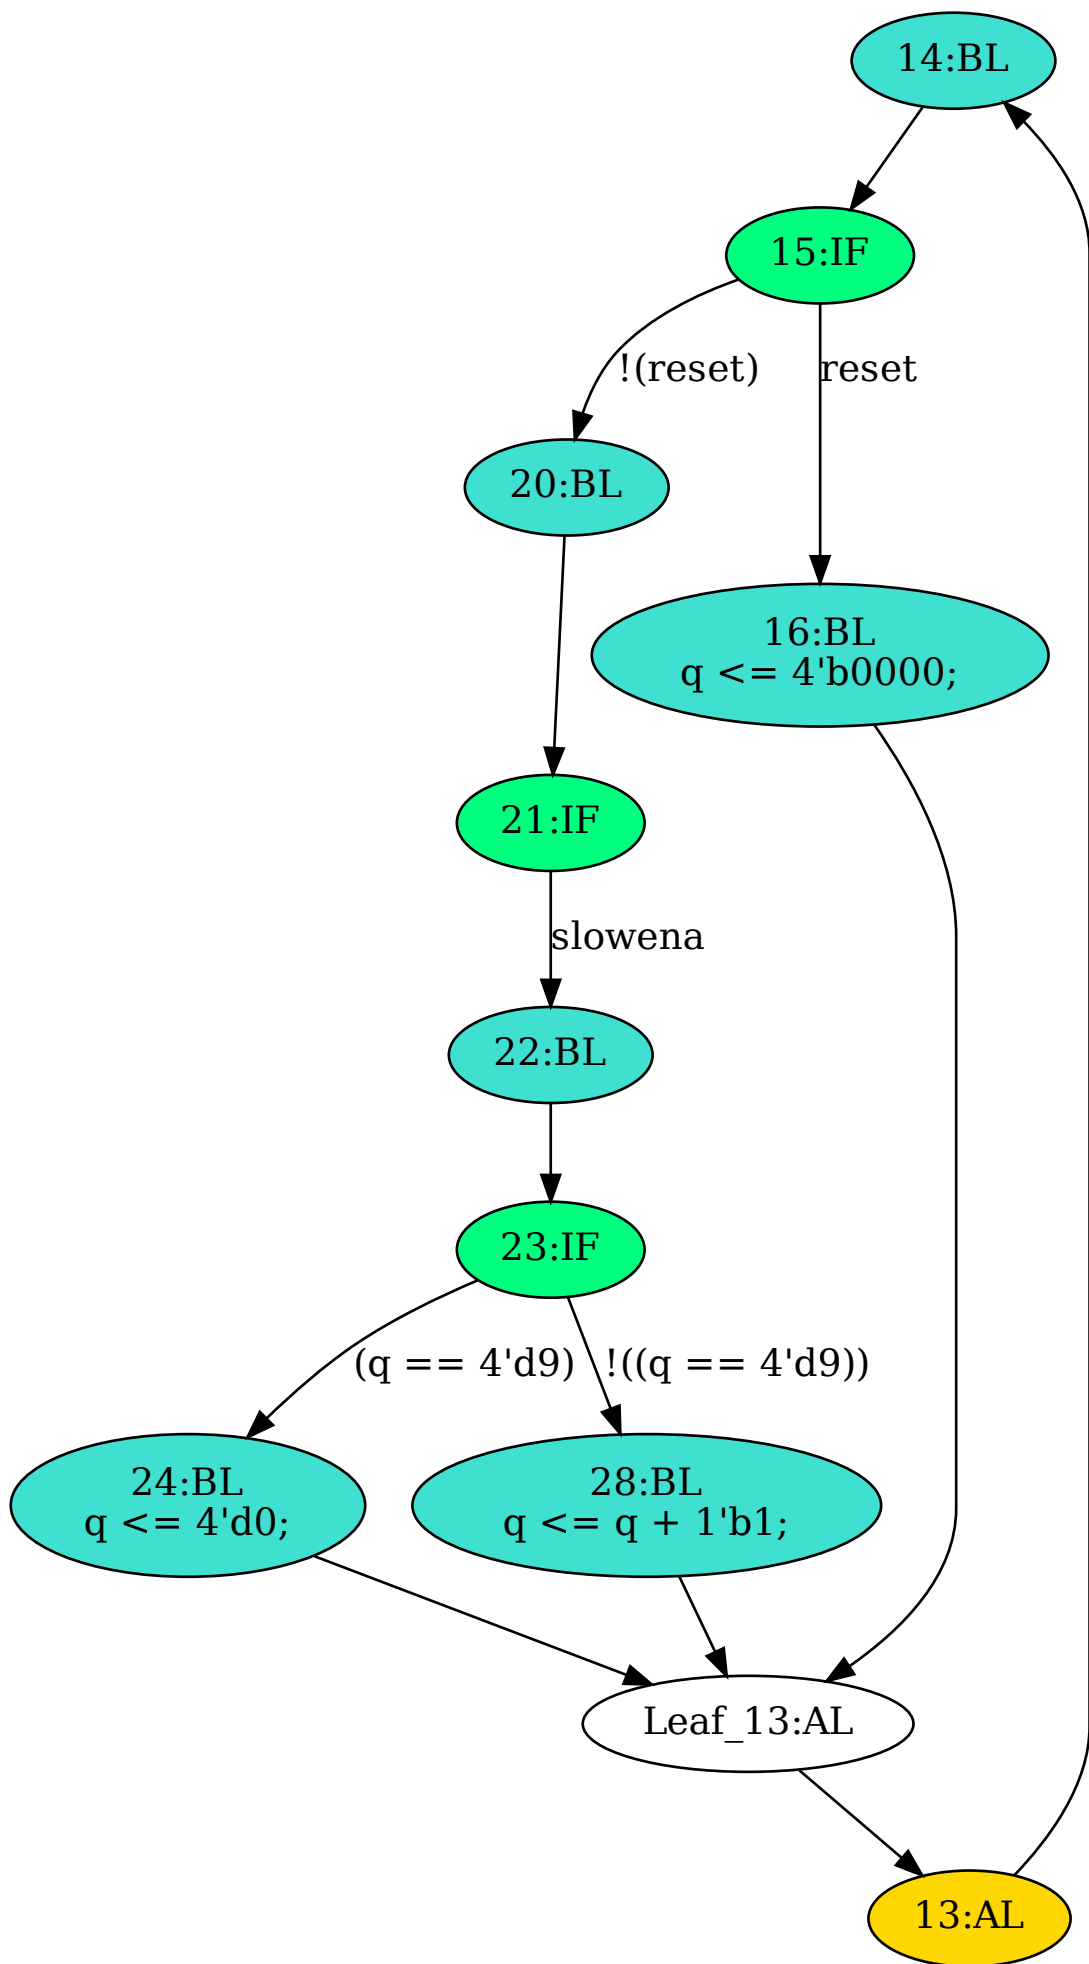 14:BL
15:IF
!(reset)
reset
20:BL
16:BL
q <= 4'b0000;
21:IF
slowena
22:BL
23:IF
(q == 4'd9)
!((q == 4'd9))
24:BL
q <= 4'd0;
28:BL
q <= q + 1'b1;
Leaf_13:AL
13:AL